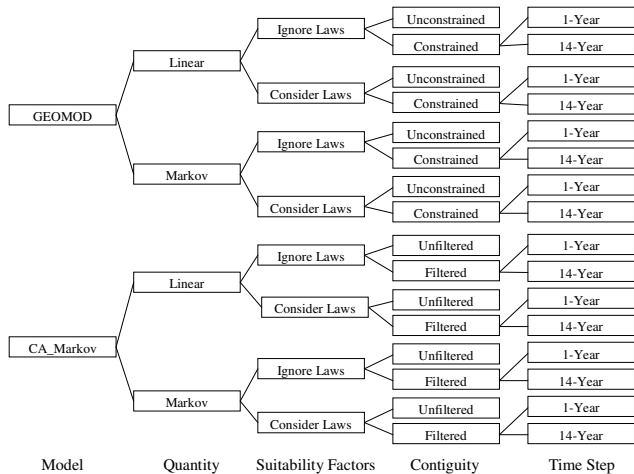 Unconstrained
1-Year
Ignore Laws
Constrained
14-Year
Linear
Unconstrained
1-Year
Consider Laws
Constrained
14-Year
GEOMOD
Unconstrained
1-Year
Ignore Laws
Constrained
14-Year
Markov
Unconstrained
1-Year
Consider Laws
Constrained
14-Year
Unfiltered
1-Year
Ignore Laws
Filtered
14-Year
Linear
Unfiltered
1-Year
Consider Laws
Filtered
14-Year
CA_Markov
Unfiltered
1-Year
Ignore Laws
Filtered
14-Year
Markov
Unfiltered
1-Year
Consider Laws
Filtered
14-Year
Model Quantity Suitability Factors Contiguity Time Step